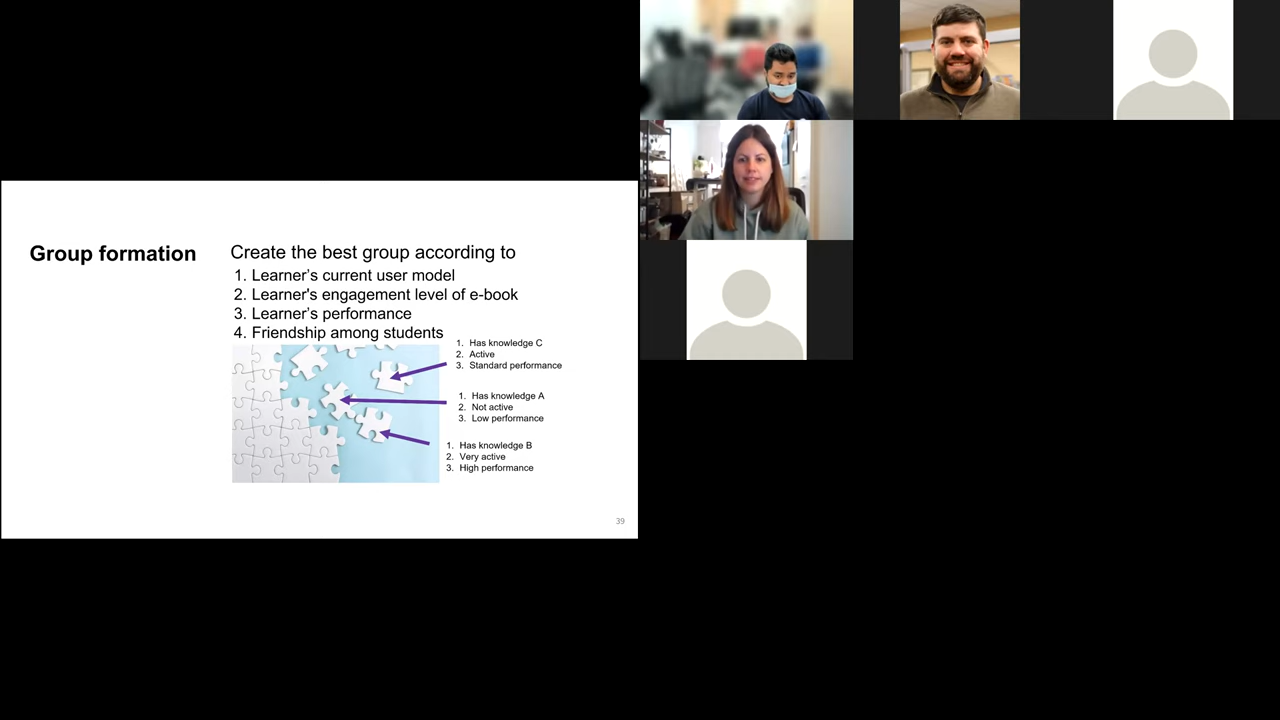 Group formation
Create the best group according to
1. Learner’s current user model
2. Learner's engagement level of e-book
3. Learner’s performance
4. Friendship among students
1. Has knowledge C
2. Active
3. Standard performance
1. Has knowledge A
2. Not active
3. Low performance
1. Has knowledge B
2. Very active
3. High performance
39